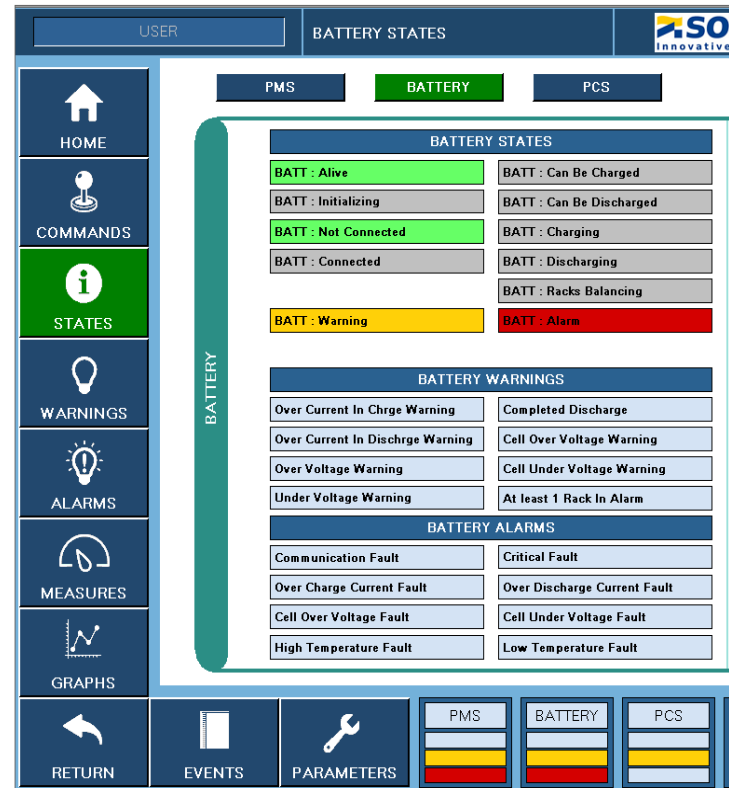 USER
BATTERY STATES
SO
Innovative
PMS
BATTERY
PCS
HOME
COMMANDS
STATES
WARNINGS
ALARMS
MEASURES
GRAPHS
BATTERY
BATTERY STATES
BATT : Alive
BATT : Can Be Charged
BATT : Initializing
BATT : Can Be Discharged
BATT : Not Connected
BATT : Charging
BATT : Connected
BATT : Discharging
BATT : Racks Balancing
BATT : Warning
BATT : Alarm
BATTERY WARNINGS
Over Current In Chrge Warning
Completed Discharge
Over Current In Dischrge Warning
Cell Over Voltage Warning
Over Voltage Warning
Cell Under Voltage Warning
Under Voltage Warning
At least 1 Rack In Alarm
BATTERY ALARMS
Communication Fault
Critical Fault
Over Charge Current Fault
Over Discharge Current Fault
Cell Over Voltage Fault
Cell Under Voltage Fault
High Temperature Fault
Low Temperature Fault
RETURN
EVENTS
PARAMETERS
PMS
BATTERY
PCS